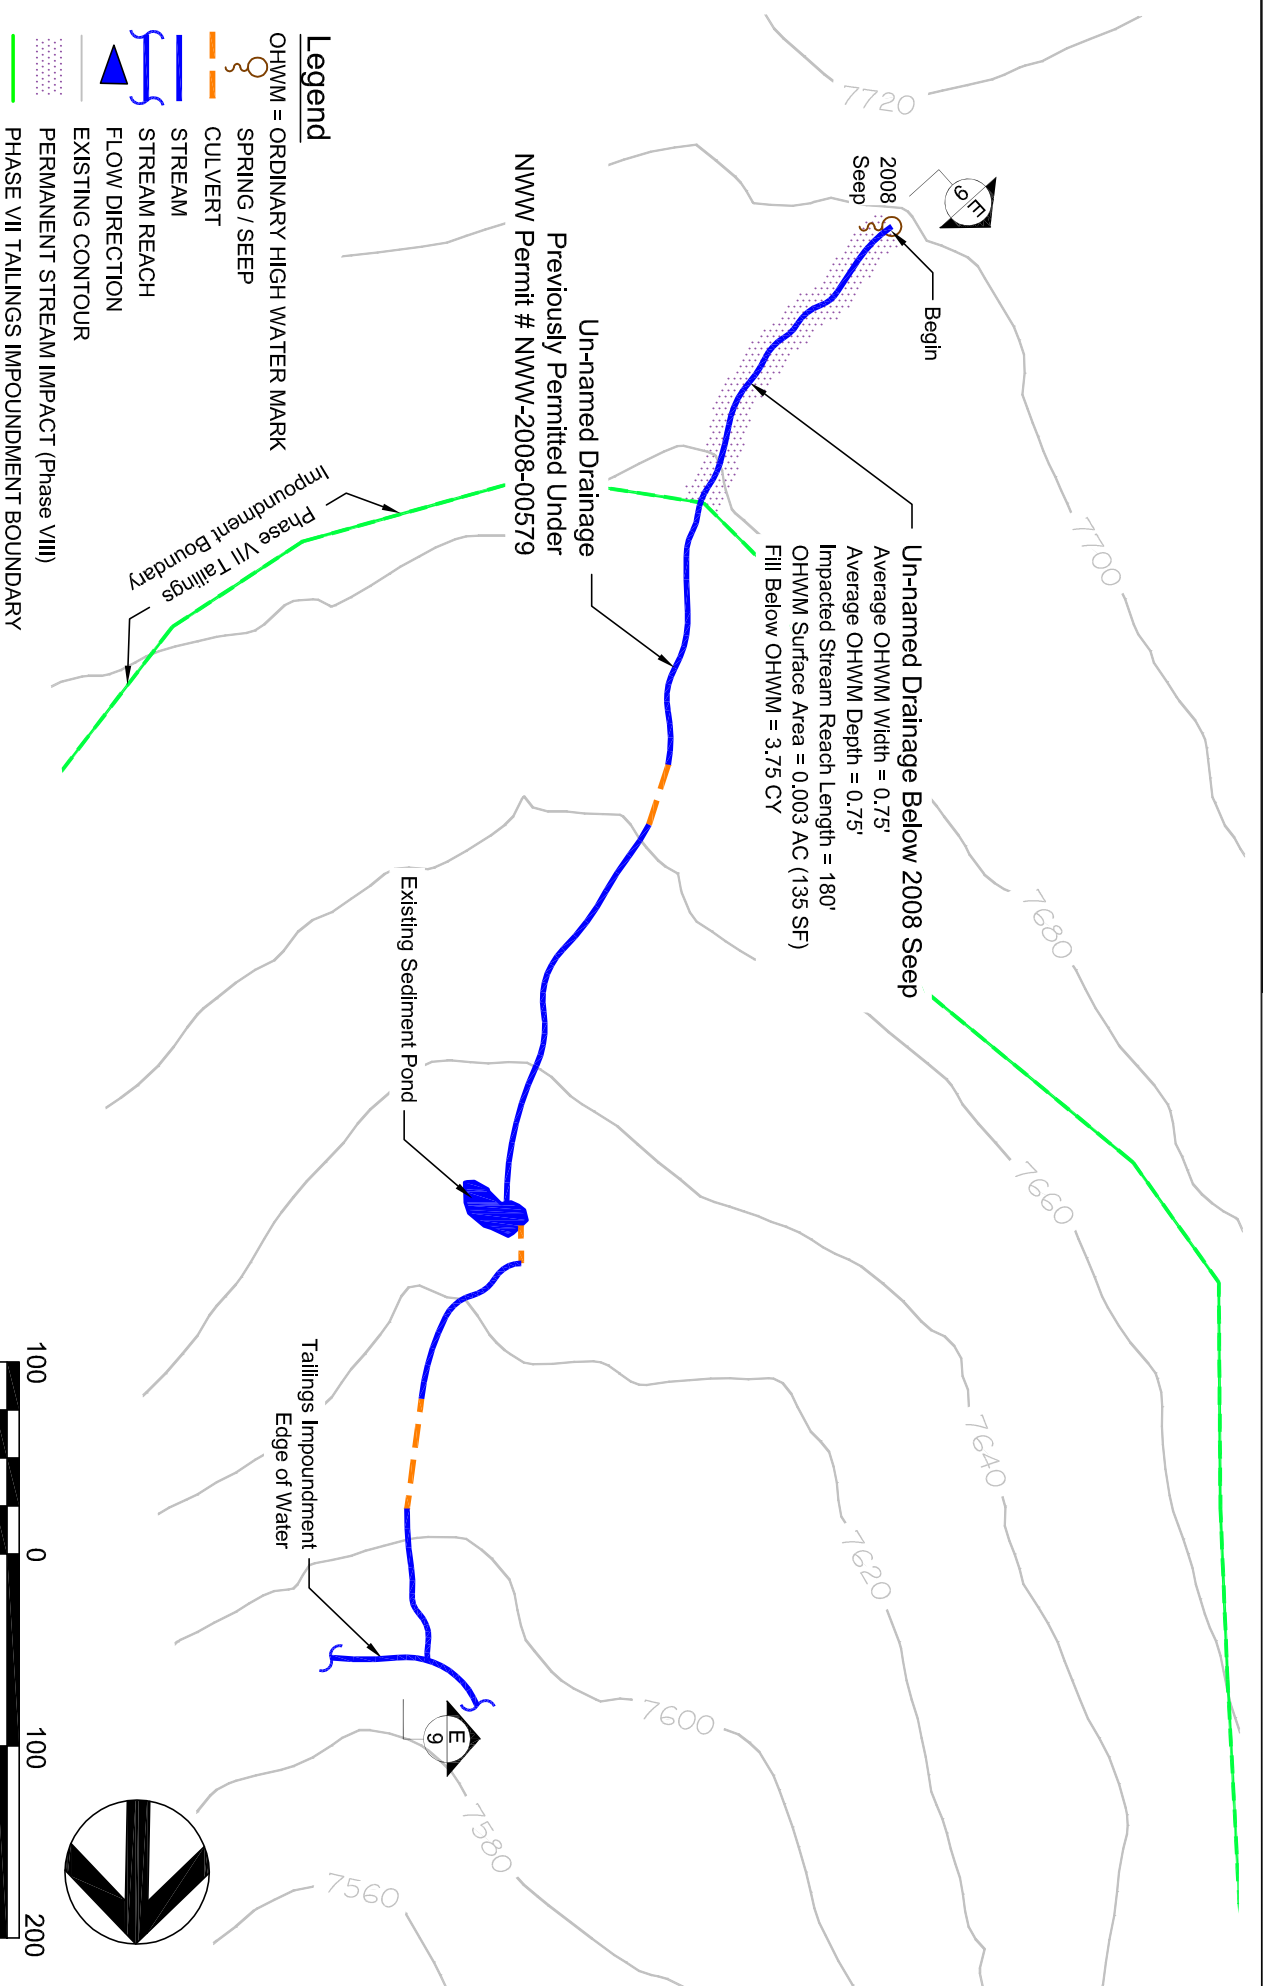 Legend
OHWM = ORDINARY HIGH WATER MARK
SPRING / SEEP
CULVERT
STREAM
STREAM REACH
FLOW DIRECTION
EXISTING CONTOUR
PERMANENT STREAM IMPACT (Phase VIII)
PHASE VII TAILINGS IMPOUNDMENT BOUNDARY
E
9
2008
Seep
Begin
Un-named Drainage Below 2008 Seep
Average OHWM Width = 0.75'
Average OHWM Depth = 0.75'
Impacted Stream Reach Length = 180'
OHWM Surface Area = 0.003 AC (135 SF)
Fill Below OHWM = 3.75 CY
Un-named Drainage
Previously Permitted Under
NWW Permit # NWW-2008-00579
Phase VII Tailings
Impoundment Boundary
Existing Sediment Pond
Tailings Impoundment
Edge of Water
E
9
7720
7700
7680
7660
7640
7620
7600
7580
7560
100
0
100
200